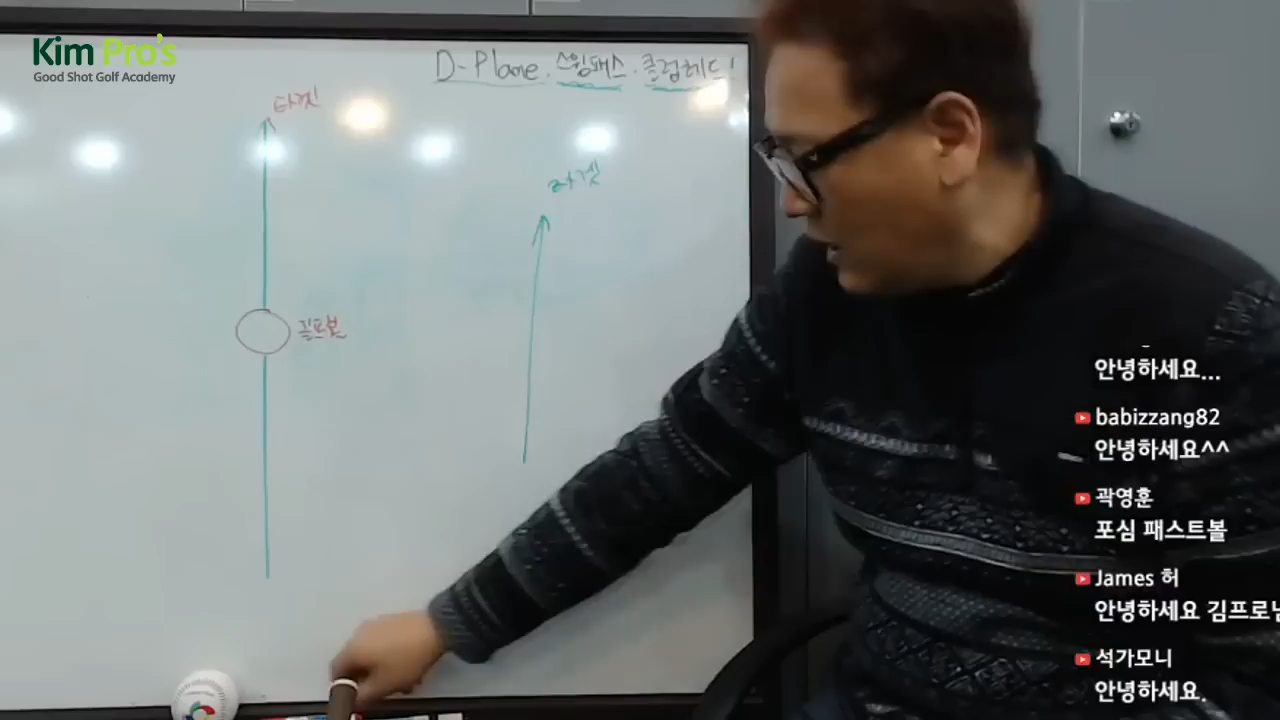 Kim Pro's
Good Shot Golf Academy
D-Plane. 스윙패스. 클럽헤드!
타겟
타겟
골프볼
안녕하세요...
babizzang82
안녕하세요^^
곽영훈
포심 패스트볼
James 허
안녕하세요 김프로님
석가모니
안녕하세요.